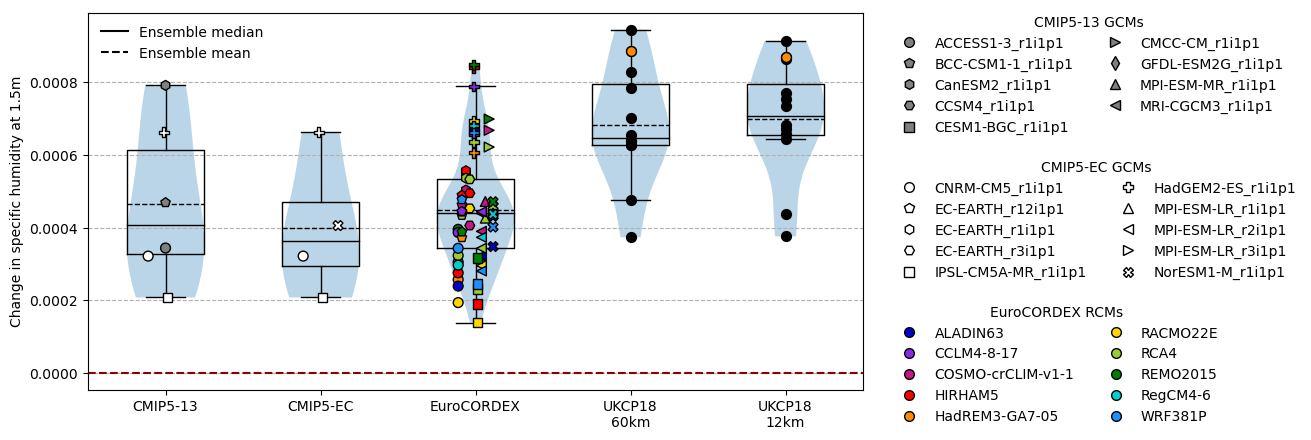 Change in specific humidity at 1.5m
0.0008
0.0006
0.0004
0.0002
0.0000
Ensemble median
Ensemble mean
CMIP5-13
CMIP5-EC
EuroCORDEX
UKCP18
60km
UKCP18
12km
CMIP5-13 GCMs
ACCESS1-3_r1i1p1
BCC-CSM1-1_r1i1p1
CanESM2_r1i1p1
CCSM4_r1i1p1
CESM1-BGC_r1i1p1
CMCC-CM_r1i1p1
GFDL-ESM2G_r1i1p1
MPI-ESM-MR_r1i1p1
MRI-CGCM3_r1i1p1
CMIP5-EC GCMs
CNRM-CM5_r1i1p1
EC-EARTH_r12i1p1
EC-EARTH_r1i1p1
EC-EARTH_r3i1p1
IPSL-CM5A-MR_r1i1p1
HadGEM2-ES_r1i1p1
MPI-ESM-LR_r1i1p1
MPI-ESM-LR_r2i1p1
MPI-ESM-LR_r3i1p1
NorESM1-M_r1i1p1
EuroCORDEX RCMs
ALADIN63
CCLM4-8-17
COSMO-crCLIM-v1-1
HIRHAM5
HadREM3-GA7-05
RACMO22E
RCA4
REMO2015
RegCM4-6
WRF381P